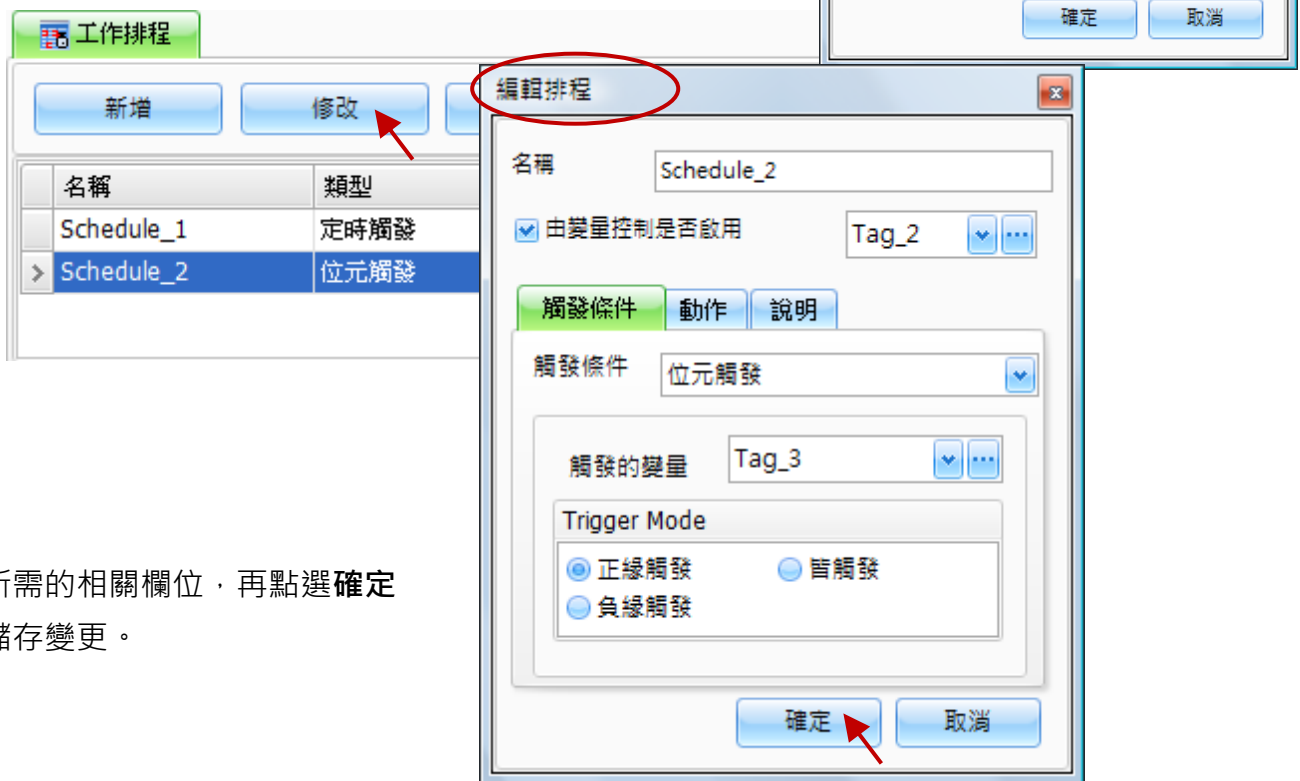 確定 取消
工作排程
新增 修改
名稱 類型
Schedule_1 定時觸發
> Schedule_2 位元觸發
編輯排程
名稱 Schedule_2
由變量控制是否啟用 Tag_2
觸發條件 動作 說明
觸發條件 位元觸發
觸發的變量 Tag_3
Trigger Mode
正緣觸發 皆觸發
負緣觸發
確定 取消
所需的相關欄位，再點選確定
儲存變更。